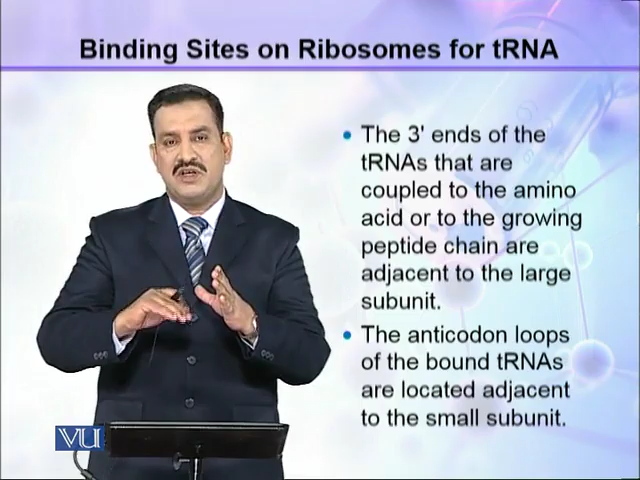 Binding Sites on Ribosomes for tRNA
• The 3' ends of the
tRNAs that are
coupled to the amino
acid or to the growing
peptide chain are
adjacent to the large
subunit.
• The anticodon loops
of the bound tRNAs
are located adjacent
to the small subunit.
VU